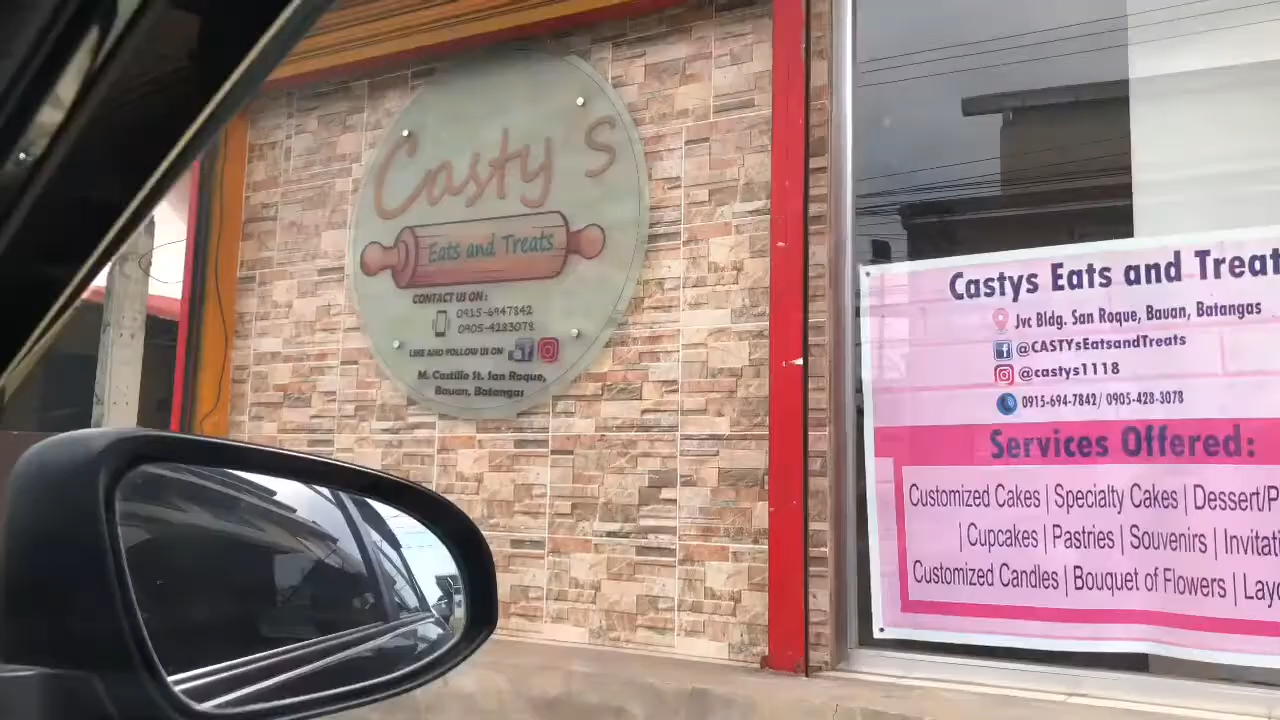 Casty's
Eats and Treats
CONTACT US ON:
0915-6947842
0905-4283078
LIKE AND FOLLOW US ON
M. Castillo St. San Roque,
Bauan, Batangas
Castys Eats and Treat
Jvc Bldg. San Roque, Bauan, Batangas
@CASTYsEatsandTreats
@castys1118
0915-694-7842/ 0905-428-3078
Services Offered:
Customized Cakes | Specialty Cakes | Dessert/P
| Cupcakes | Pastries | Souvenirs | Invitati
Customized Candles | Bouquet of Flowers | Layo